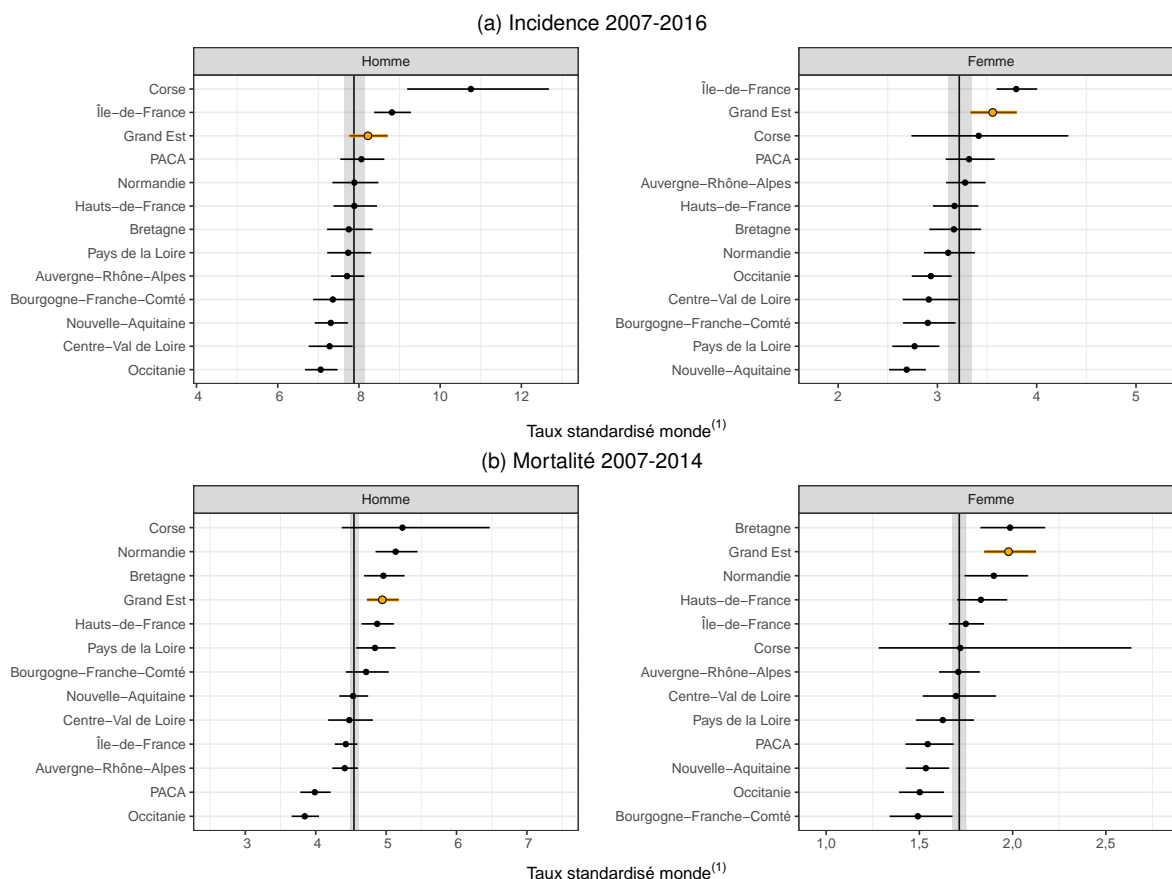 (a) Incidence 2007-2016
Homme
Corse
Île−de−France
Grand Est
PACA
Normandie
Hauts−de−France
Bretagne
Pays de la Loire
Auvergne−Rhône−Alpes
Bourgogne−Franche−Comté
Nouvelle−Aquitaine
Centre−Val de Loire
Occitanie
4 6 8 10 12
Femme
Île−de−France
Grand Est
Corse
PACA
Auvergne−Rhône−Alpes
Hauts−de−France
Bretagne
Normandie
Occitanie
Centre−Val de Loire
Bourgogne−Franche−Comté
Pays de la Loire
Nouvelle−Aquitaine
2 3 4 5
Taux standardisé monde(1)
(b) Mortalité 2007-2014
Homme
Corse
Normandie
Bretagne
Grand Est
Hauts−de−France
Pays de la Loire
Bourgogne−Franche−Comté
Nouvelle−Aquitaine
Centre−Val de Loire
Île−de−France
Auvergne−Rhône−Alpes
PACA
Occitanie
3 4 5 6 7
Femme
Bretagne
Grand Est
Normandie
Hauts−de−France
Île−de−France
Corse
Auvergne−Rhône−Alpes
Centre−Val de Loire
Pays de la Loire
PACA
Nouvelle−Aquitaine
Occitanie
Bourgogne−Franche−Comté
1,0 1,5 2,0 2,5
Taux standardisé monde(1)